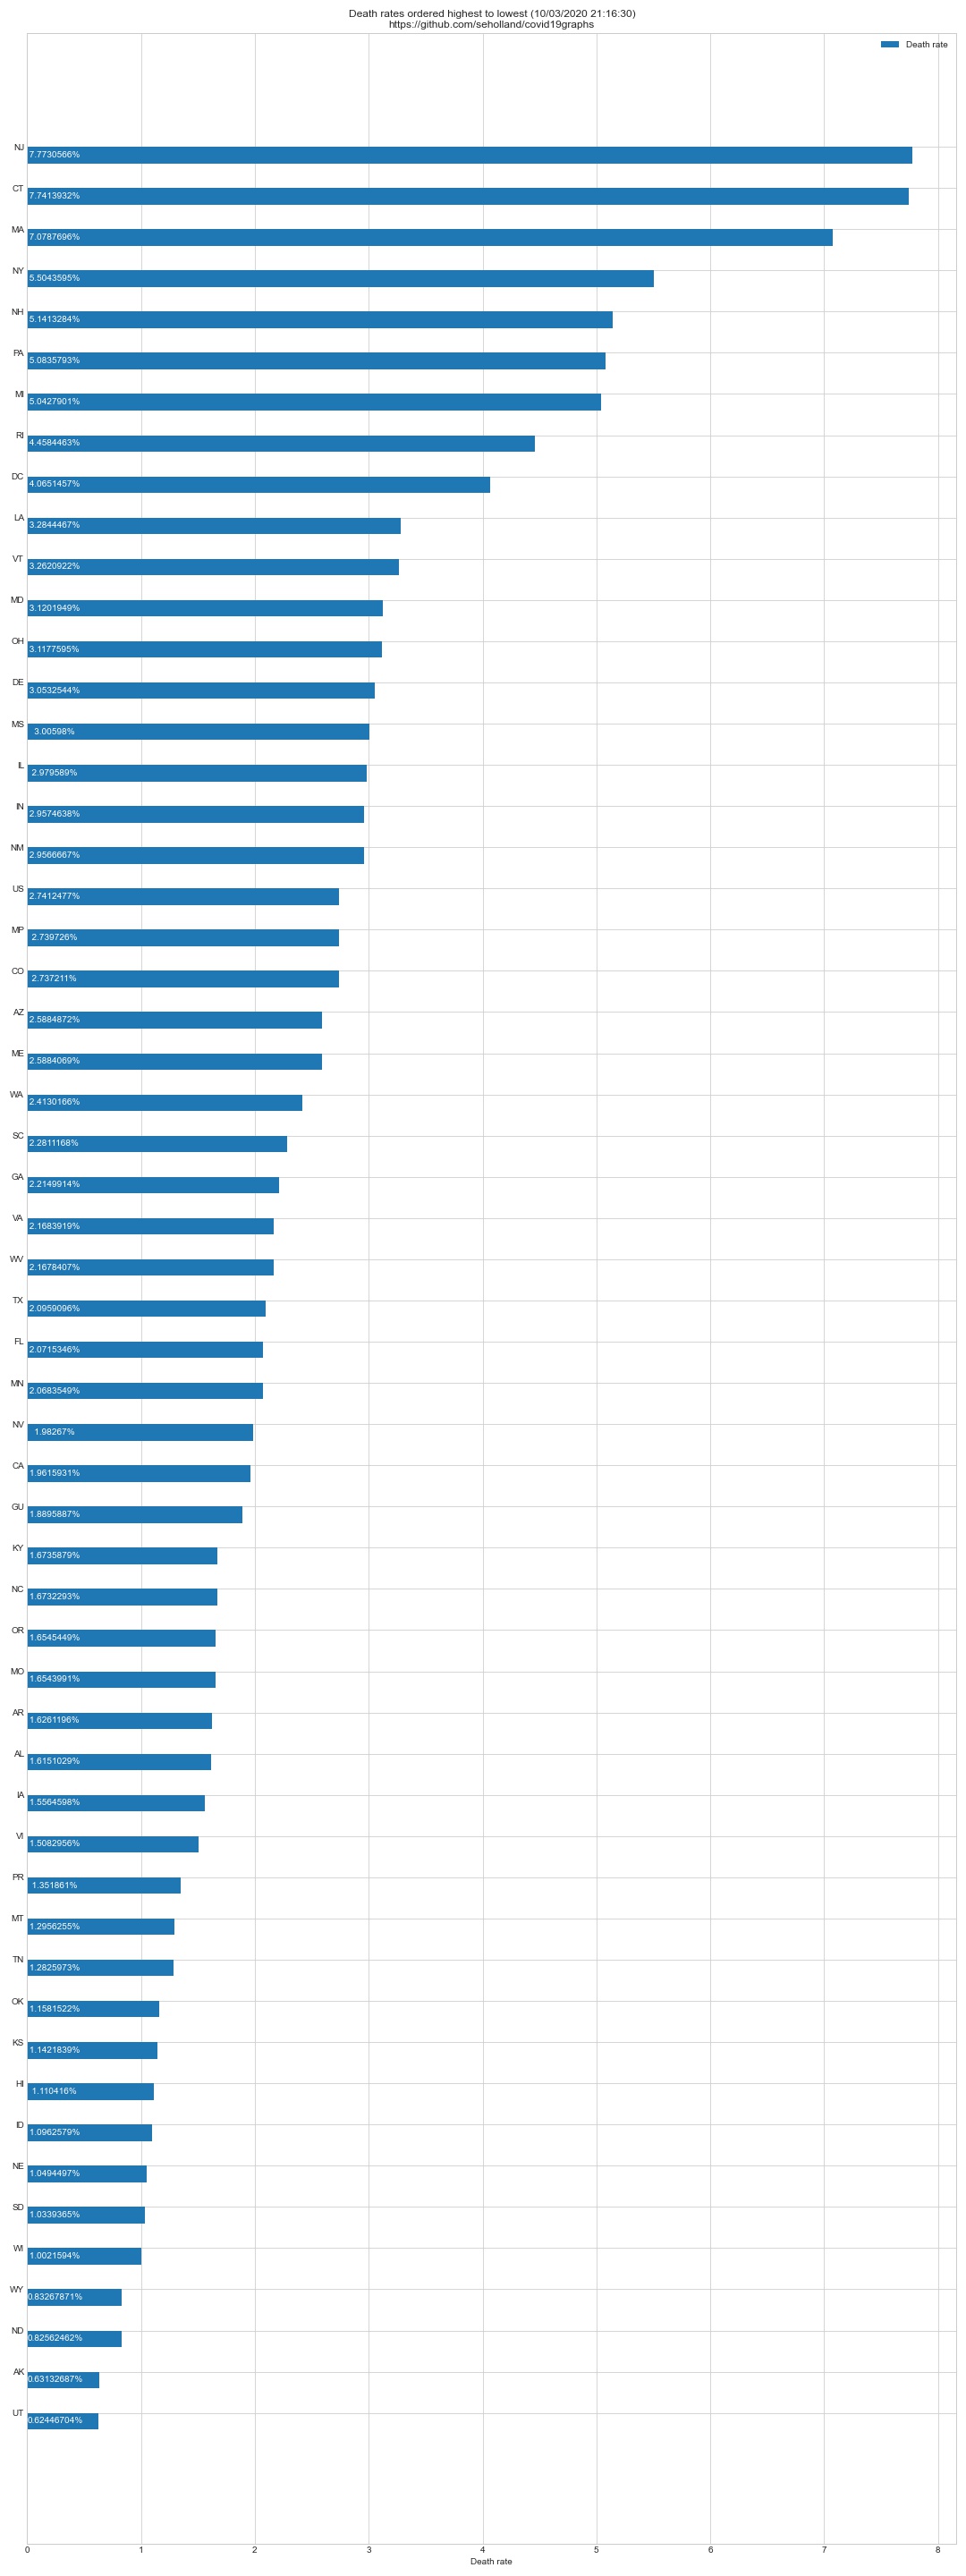 Death rates ordered highest to lowest (10/03/2020 21:16:30)
https://github.com/seholland/covid19graphs
Death rate
NJ 7.7730566%
CT 7.7413932%
MA 7.0787696%
NY 5.5043595%
NH 5.1413284%
PA 5.0835793%
MI 5.0427901%
RI 4.4584463%
DC 4.0651457%
LA 3.2844467%
VT 3.2620922%
MD 3.1201949%
OH 3.1177595%
DE 3.0532544%
MS 3.00598%
IL 2.979589%
IN 2.9574638%
NM 2.9566667%
US 2.7412477%
MP 2.739726%
CO 2.737211%
AZ 2.5884872%
ME 2.5884069%
WA 2.4130166%
SC 2.2811168%
GA 2.2149914%
VA 2.1683919%
WV 2.1678407%
TX 2.0959096%
FL 2.0715346%
MN 2.0683549%
NV 1.98267%
CA 1.9615931%
GU 1.8895887%
KY 1.6735879%
NC 1.6732293%
OR 1.6545449%
MO 1.6543991%
AR 1.6261196%
AL 1.6151029%
IA 1.5564598%
VI 1.5082956%
PR 1.351861%
MT 1.2956255%
TN 1.2825973%
OK 1.1581522%
KS 1.1421839%
HI 1.110416%
ID 1.0962579%
NE 1.0494497%
SD 1.0339365%
WI 1.0021594%
WY 0.83267871%
ND 0.82562462%
AK 0.63132687%
UT 0.62446704%
0 1 2 3 4 5 6 7 8
Death rate